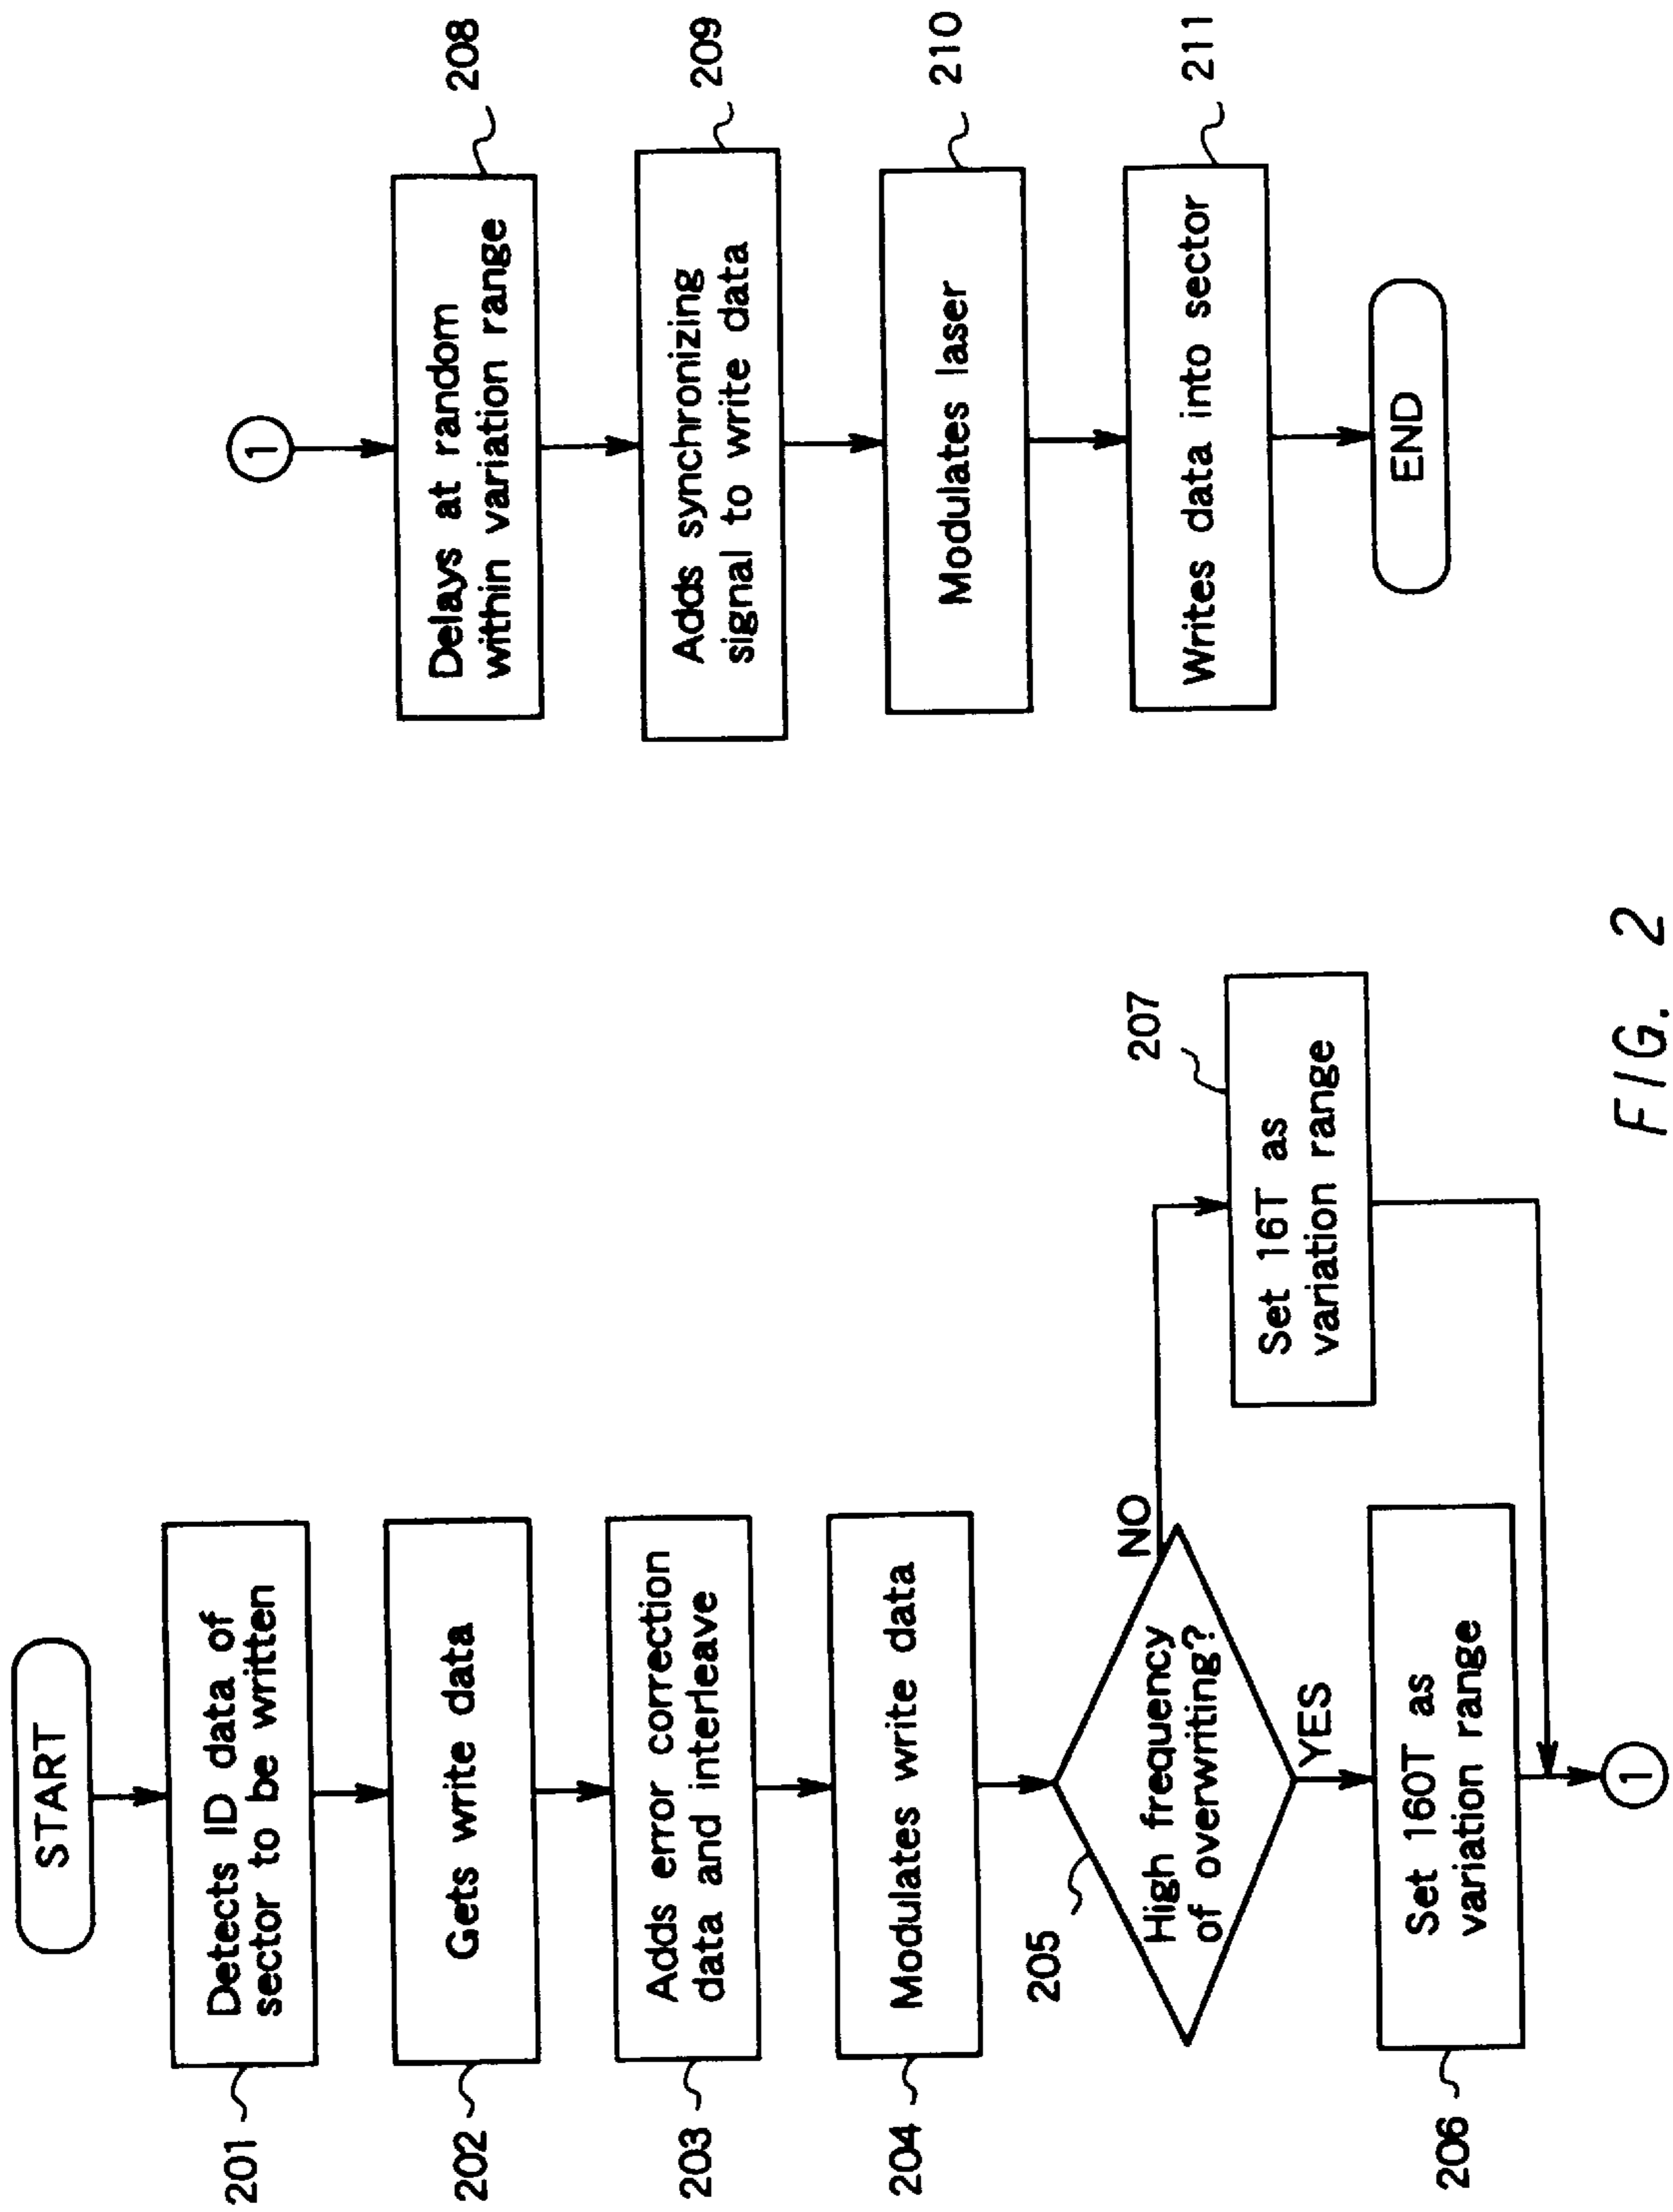 START
201
Detects ID data of
sector to be written
202
Gets write data
203
Adds error correction
data and interleave
204
Modulates write data
205
High frequency
of overwriting?
NO
YES
206
Set 160T as
variation range
207
Set 16T as
variation range
1
1
Delays at random
within variation range
208
Adds synchronizing
signal to write data
209
Modulates laser
210
Writes data into sector
211
END
FIG. 2